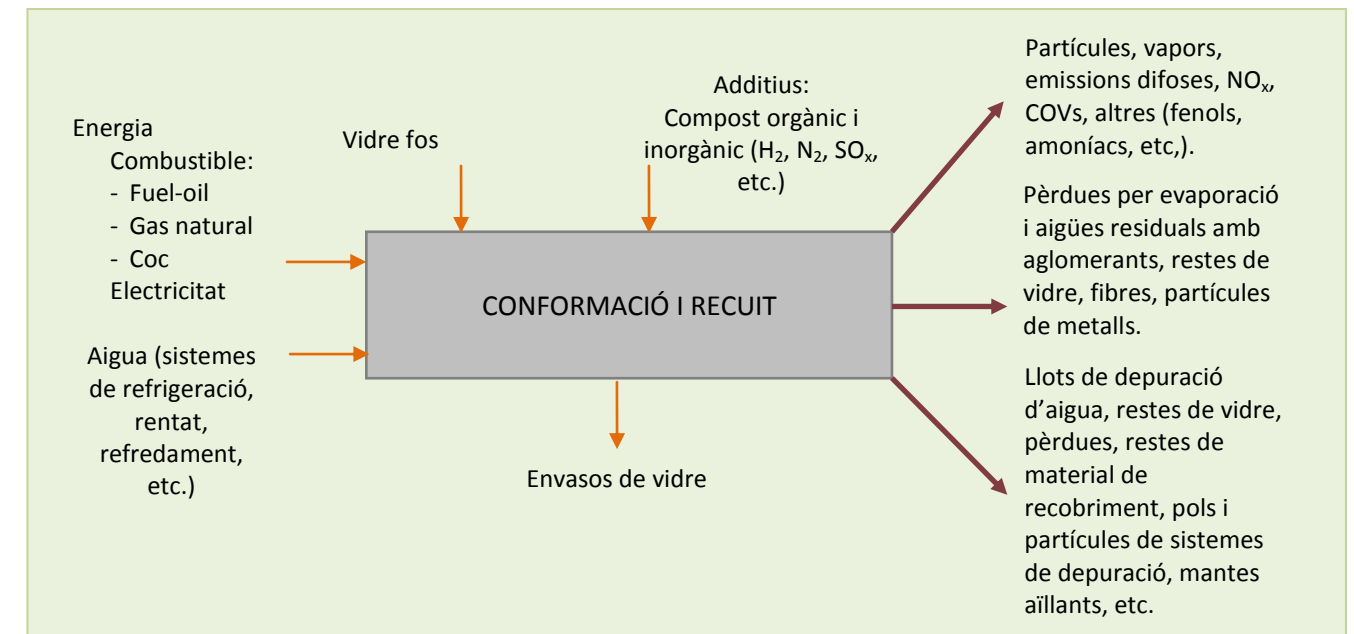 Energia
Combustible:
- Fuel-oil
- Gas natural
- Coc
Electricitat
Aigua (sistemes
de refrigeració,
rentat,
refredament,
etc.)
Vidre fos
Additius:
Compost orgànic i
inorgànic (H₂, N₂, SOₓ,
etc.)
CONFORMACIÓ I RECUIT
Envasos de vidre
Partícules, vapors,
emissions difoses, NOₓ,
COVs, altres (fenols,
amoníacs, etc,).
Pèrdues per evaporació
i aigües residuals amb
aglomerants, restes de
vidre, fibres, partícules
de metalls.
Llots de depuració
d’aigua, restes de vidre,
pèrdues, restes de
material de
recobriment, pols i
partícules de sistemes
de depuració, mantes
aïllants, etc.